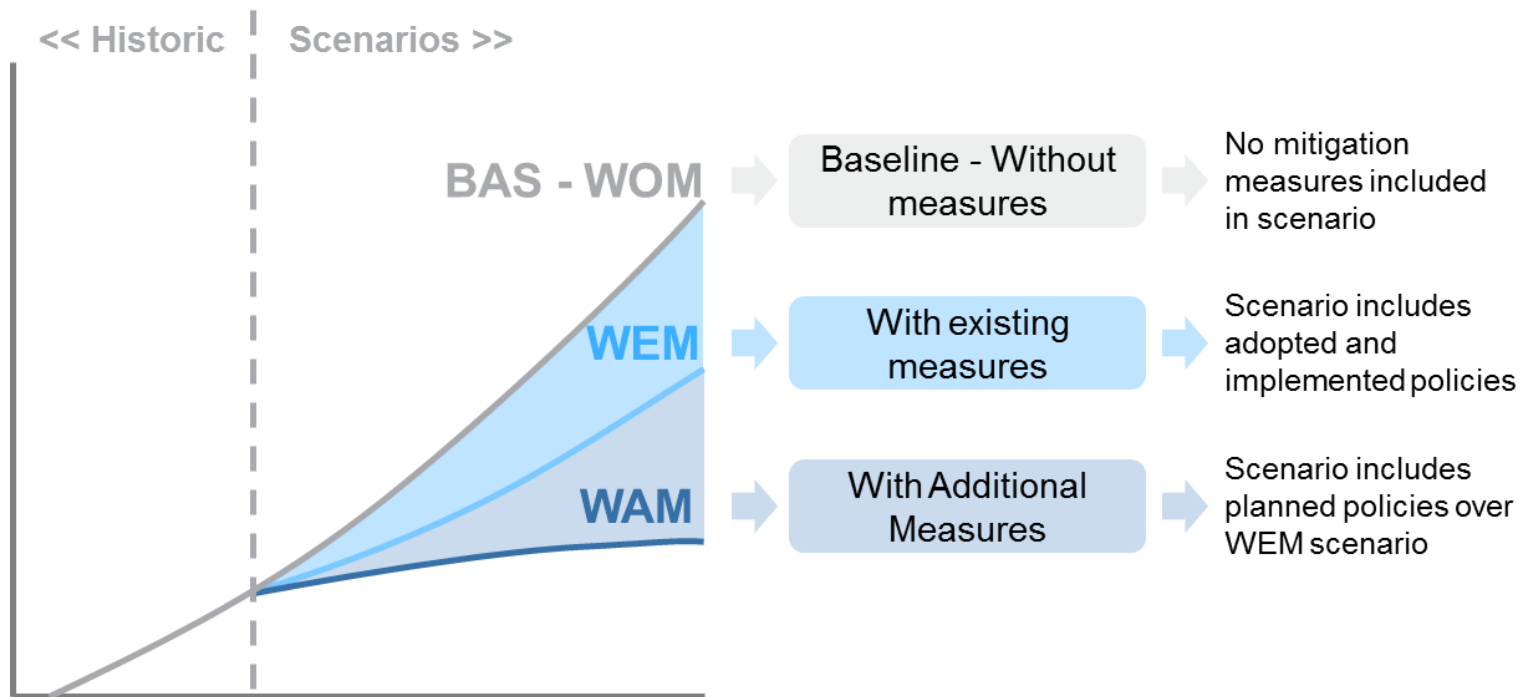 << Historic
Scenarios >>
BAS - WOM
Baseline - Without
measures
No mitigation
measures included
in scenario
WEM
With existing
measures
Scenario includes
adopted and
implemented policies
WAM
With Additional
Measures
Scenario includes
planned policies over
WEM scenario